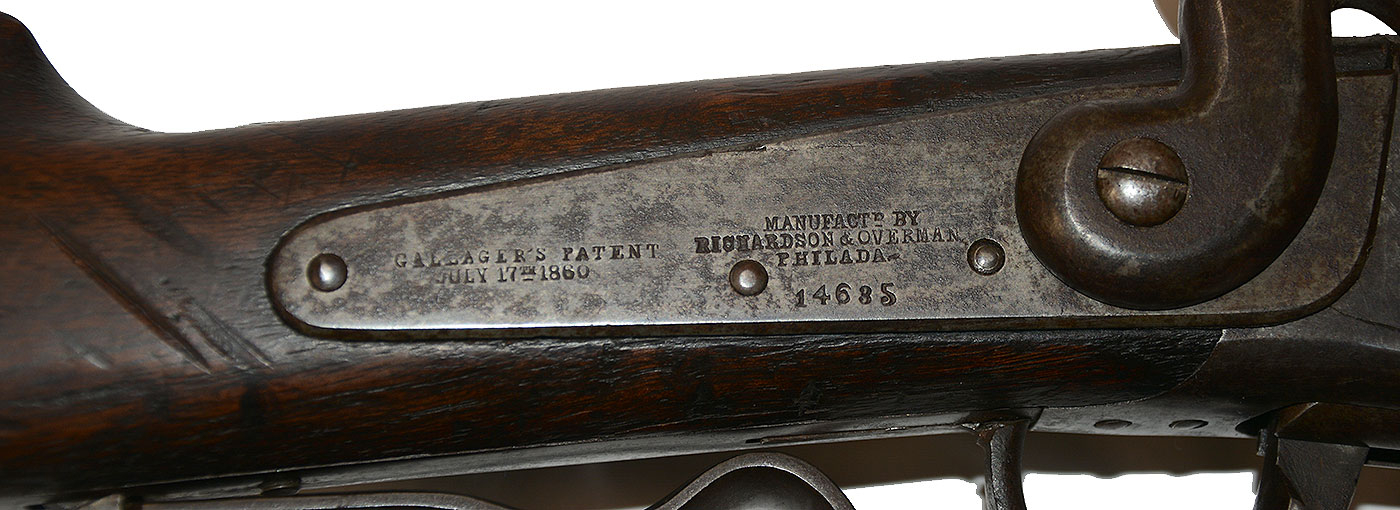 GALLAGER'S PATENT
JULY 17TH 1860
MANUFACTD BY
RICHARDSON & OVERMAN
PHILADA
14685